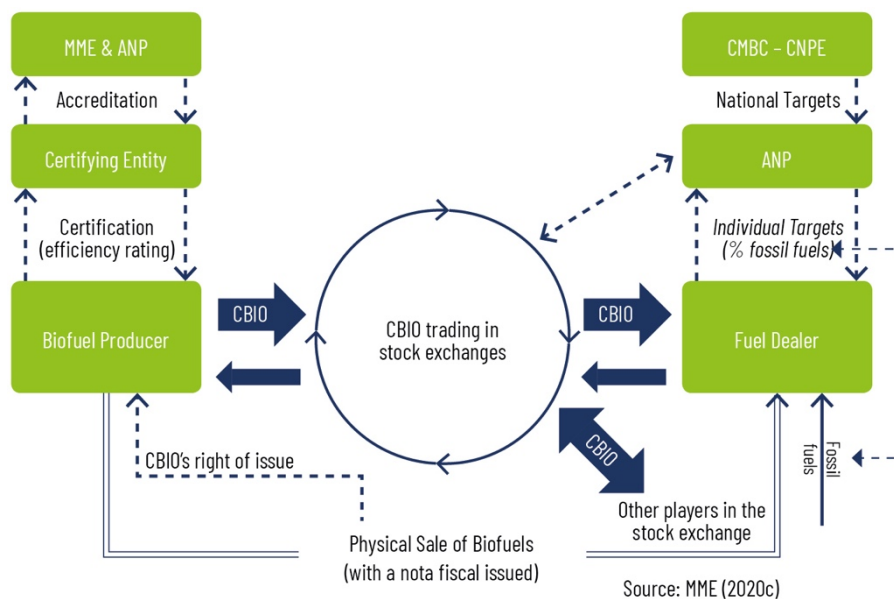 MME & ANP
CMBC – CNPE
Accreditation
National Targets
Certifying Entity
ANP
Certification
(efficiency rating)
Individual Targets
(% fossil fuels)
CBIO
CBIO
Biofuel Producer
CBIO trading in
stock exchanges
Fuel Dealer
CBIO
CBIO's right of issue
Fossil
fuels
Other players in the
stock exchange
Physical Sale of Biofuels
(with a nota fiscal issued)
Source: MME (2020c)